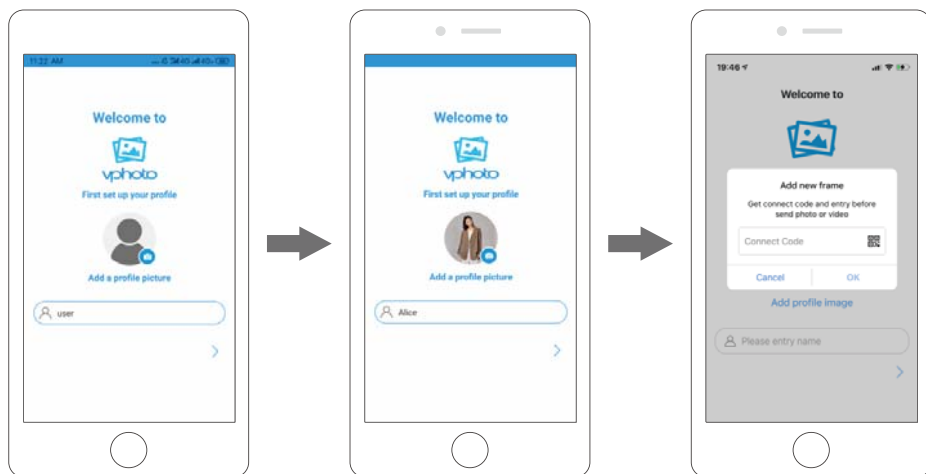 11:22 AM
Welcome to
vphoto
First set up your profile
Add a profile picture
user
Welcome to
vphoto
First set up your profile
Add a profile picture
Alice
19:46
Welcome to
Add new frame
Get connect code and entry before
send photo or video
Connect Code
Cancel
OK
Add profile image
Please entry name